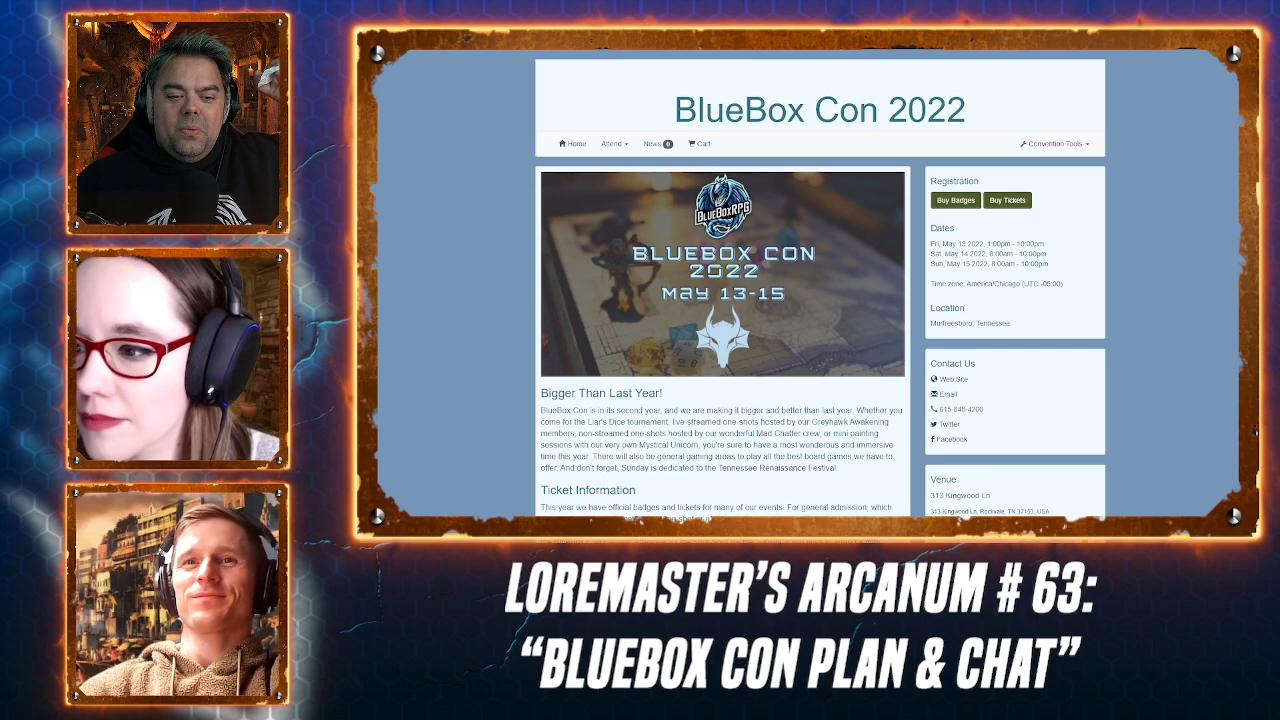 BlueBox Con 2022
Home Attend News 0 Cart Convention Tools
BLUEBOXRPG
BLUEBOX CON
2022
MAY 13-15
Bigger Than Last Year!
BlueBox Con is in its second year, and we are making it bigger and better than last year. Whether you
come for the Liar's Dice tournament, live-streamed one-shots hosted by our Greyhawk Awakening
members, non-streamed one-shots hosted by our wonderful Mad Chatter crew, or mini painting
sessions with our very own Mystical Unicorn, you're sure to have a most wonderous and immersive
time this year. There will also be general gaming areas to play all the best board games we have to
offer. And don't forget, Sunday is dedicated to the Tennessee Renaissance Festival.
Ticket Information
This year we have official badges and tickets for many of our events. For general admission, which
Registration
Buy Badges Buy Tickets
Dates
Fri, May 13 2022, 1:00pm - 10:00pm
Sat, May 14 2022, 8:00am - 10:00pm
Sun, May 15 2022, 8:00am - 10:00pm
Time zone: America/Chicago (UTC -05:00)
Location
Murfreesboro, Tennessee
Contact Us
Web Site
Email
615-848-4200
Twitter
Facebook
Venue
313 Kingwood Ln
313 Kingwood Ln, Rockvale, TN 37153, USA
LOREMASTER'S ARCANUM # 63:
“BLUEBOX CON PLAN & CHAT”